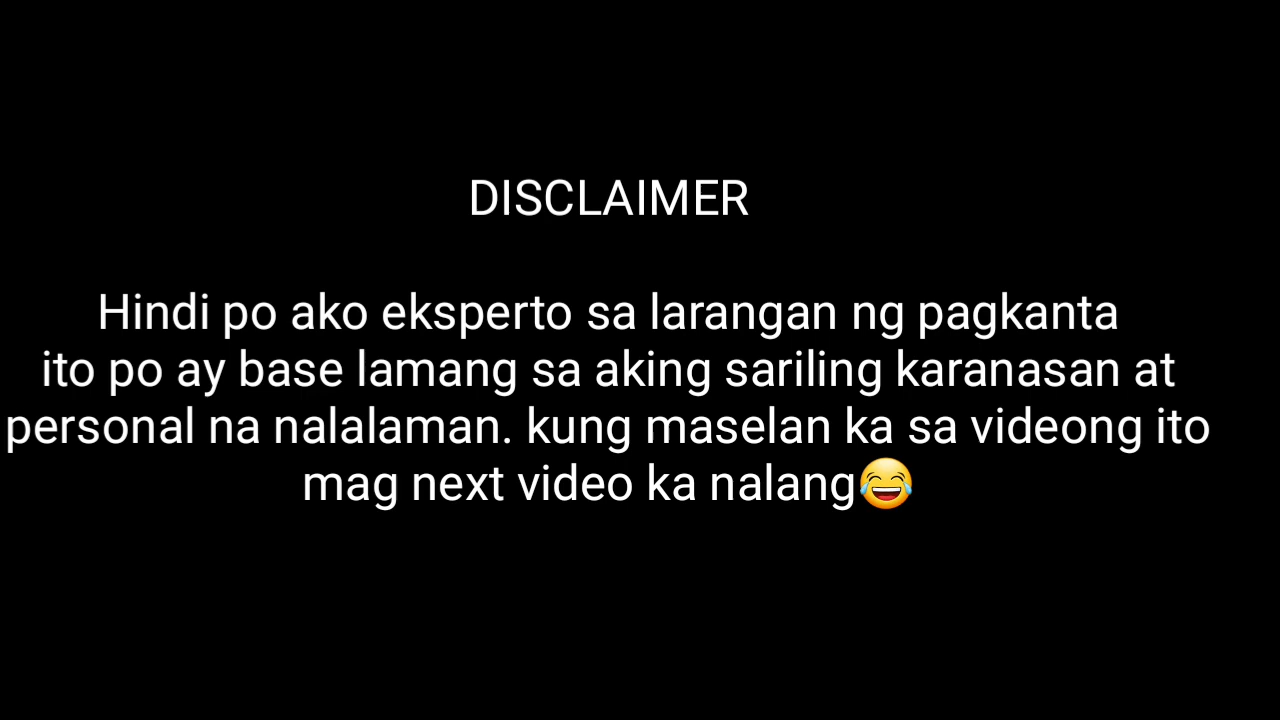 DISCLAIMER
Hindi po ako eksperto sa larangan ng pagkanta
ito po ay base lamang sa aking sariling karanasan at
personal na nalalaman. kung maselan ka sa videong ito
mag next video ka nalang😂